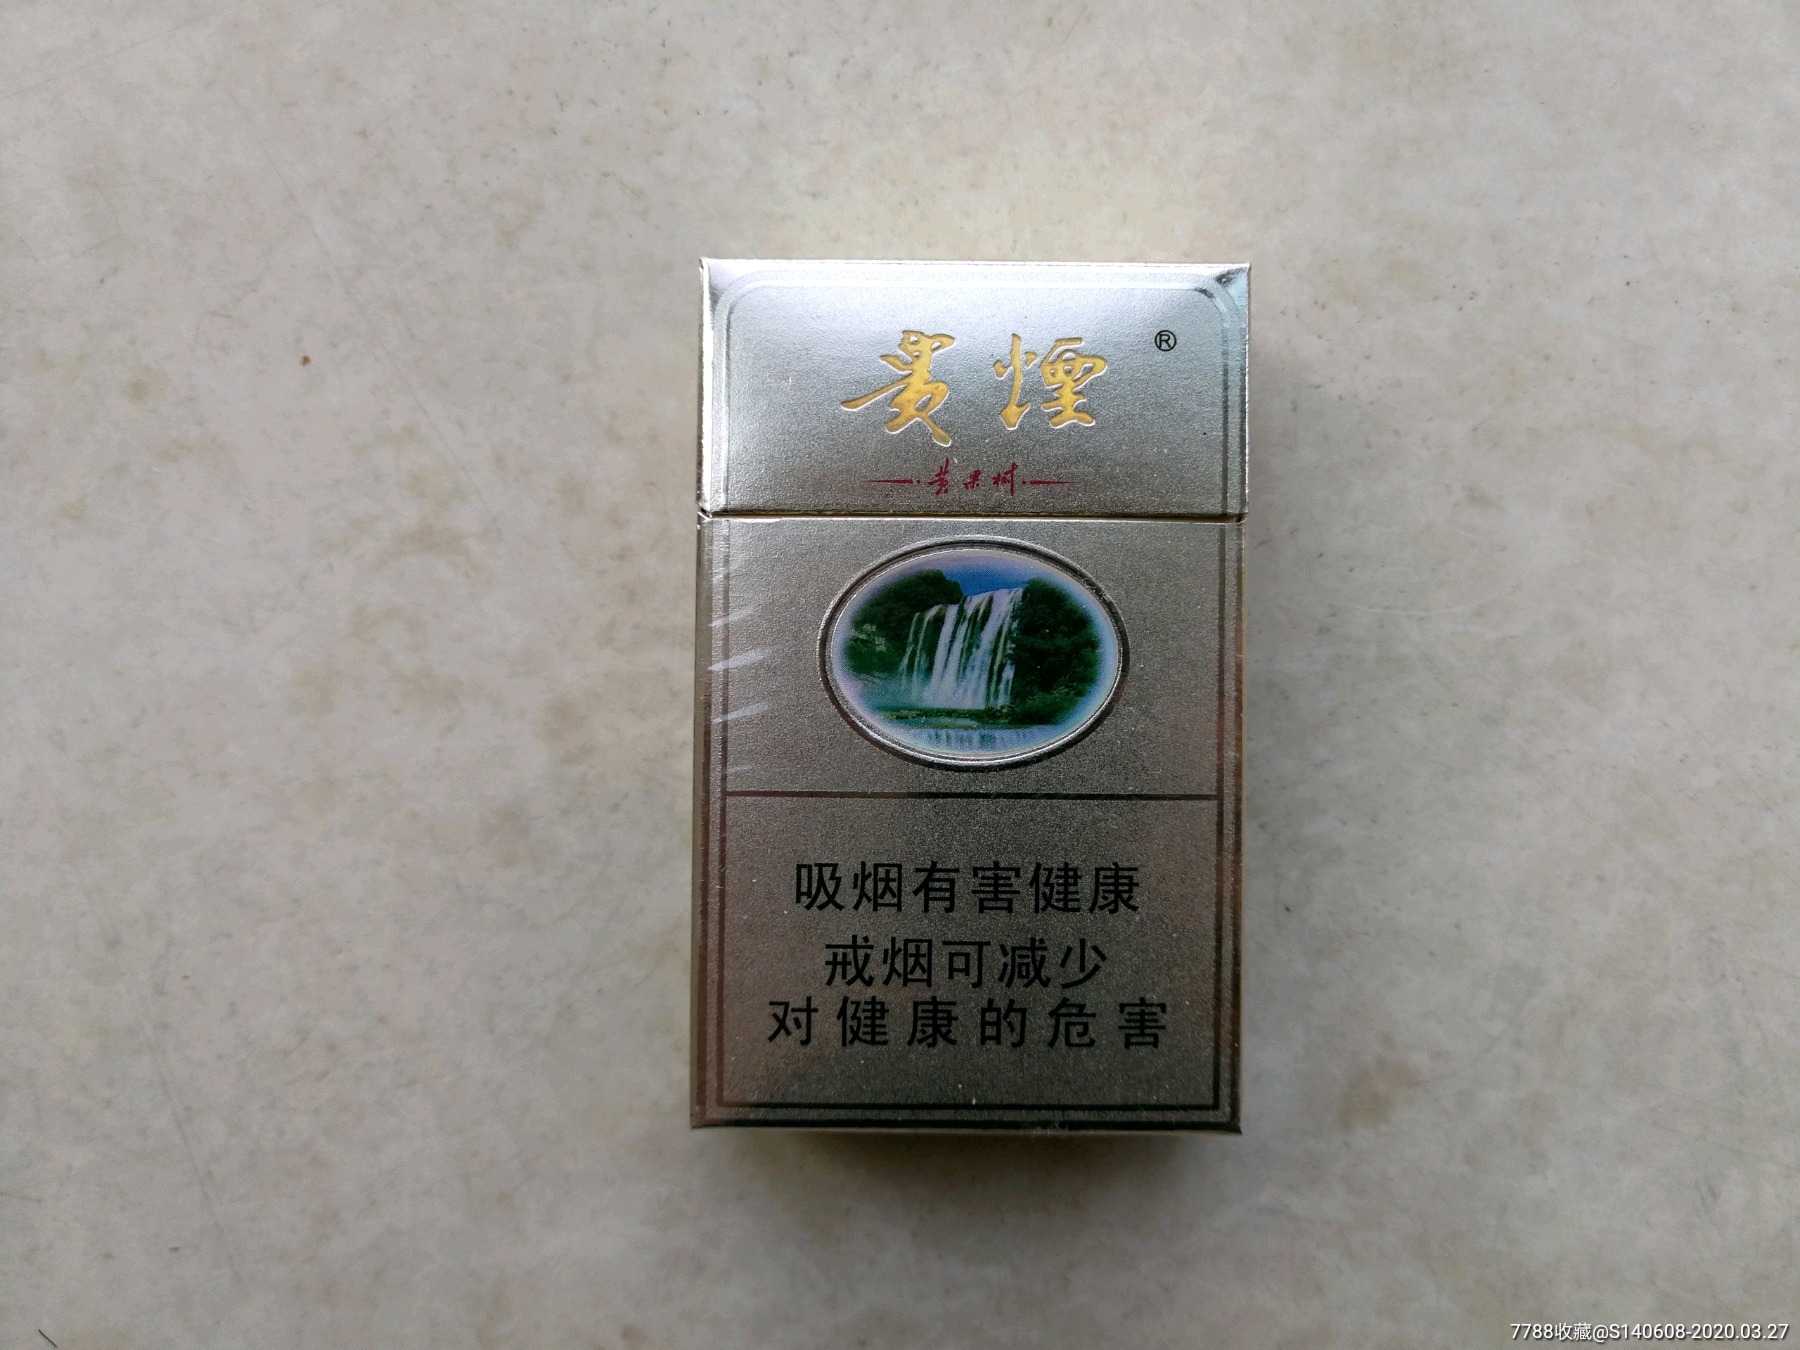 貴煙 ®
·黄果树·
吸烟有害健康
戒烟可减少
对健康的危害
7788收藏@S140608-2020.03.27